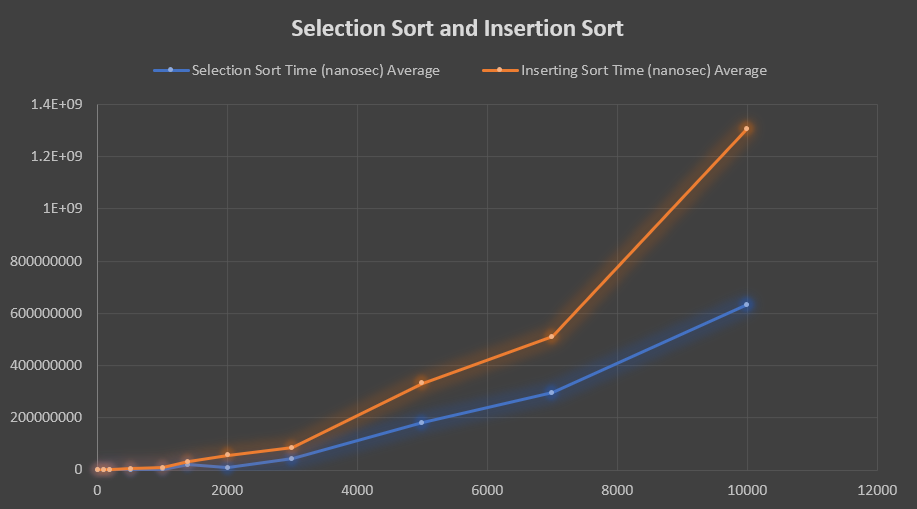 Selection Sort and Insertion Sort
Selection Sort Time (nanosec) Average Inserting Sort Time (nanosec) Average
1.4E+09
1.2E+09
1E+09
800000000
600000000
400000000
200000000
0
0 2000 4000 6000 8000 10000 12000